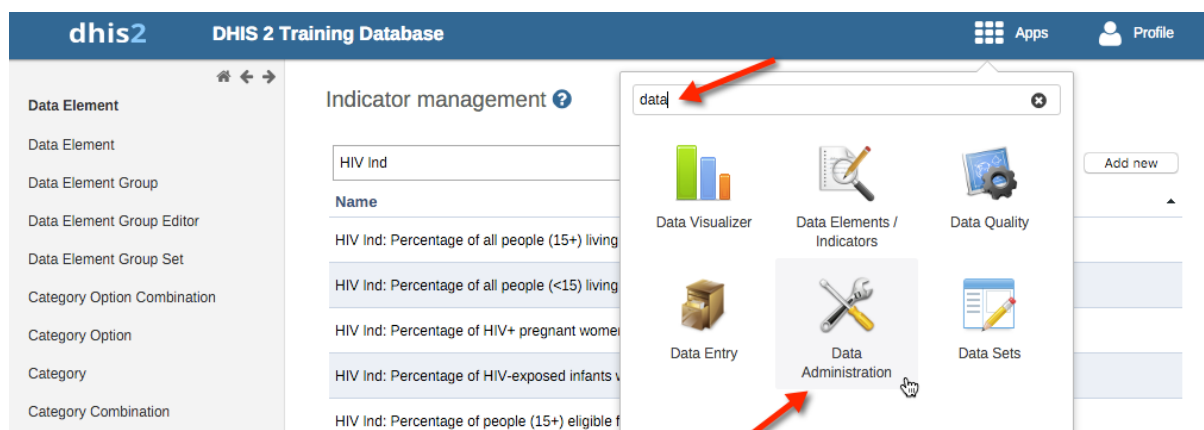 dhis2 DHIS 2 Training Database Apps Profile
Data Element
Data Element
Data Element Group
Data Element Group Editor
Data Element Group Set
Category Option Combination
Category Option
Category
Category Combination
Indicator management ?
HIV Ind
Add new
Name
HIV Ind: Percentage of all people (15+) living
HIV Ind: Percentage of all people (<15) living
HIV Ind: Percentage of HIV+ pregnant
HIV Ind: Percentage of HIV-exposed infants
HIV Ind: Percentage of people (15+) eligible
data
Data Visualizer
Data Elements /
Indicators
Data Quality
Data Entry
Data
Administration
Data Sets